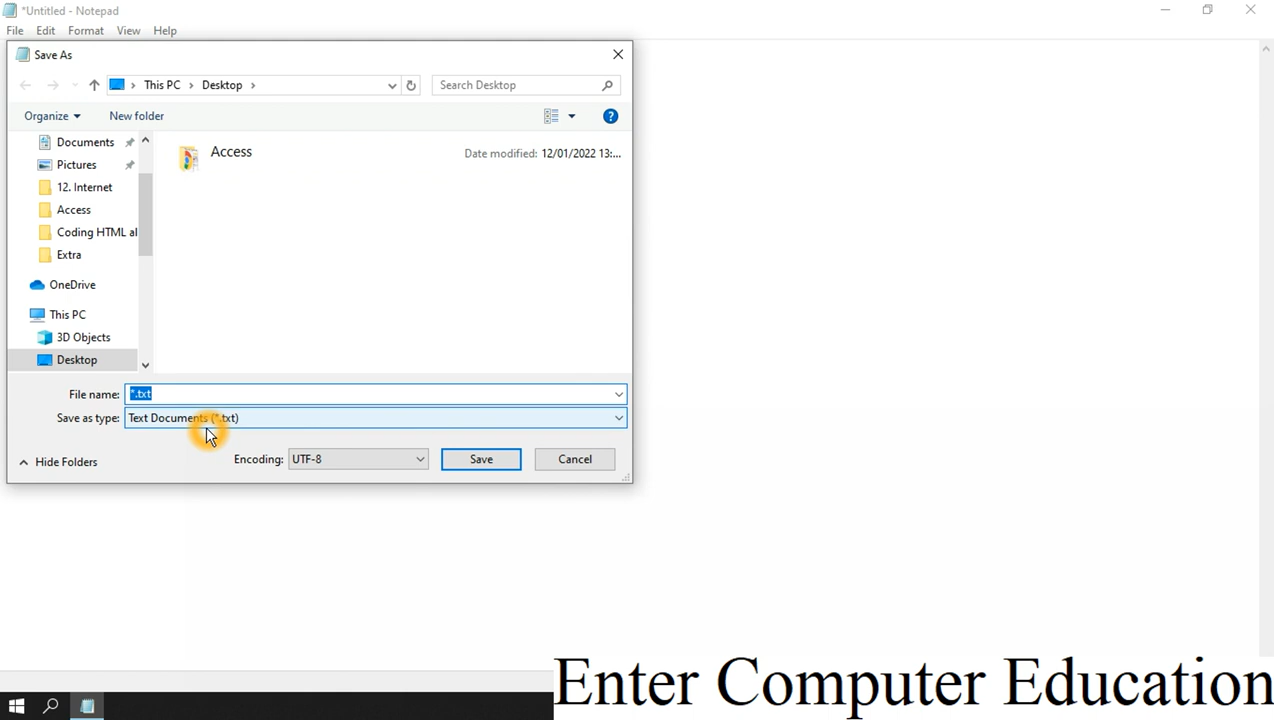 *Untitled - Notepad
File Edit Format View Help
Save As
This PC Desktop
Search Desktop
Organize New folder
Documents
Pictures
12. Internet
Access
Coding HTML al
Extra
OneDrive
This PC
3D Objects
Desktop
Access
Date modified: 12/01/2022 13:...
File name: *.txt
Save as type: Text Documents (*.txt)
Hide Folders
Encoding: UTF-8
Save Cancel
Enter Computer Education